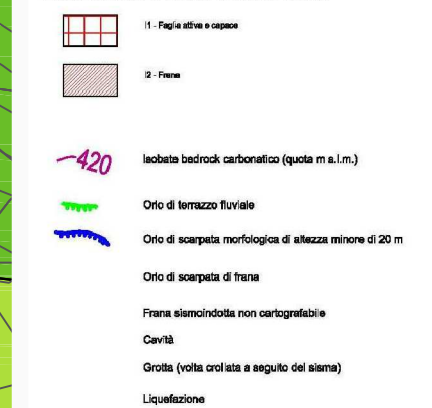 I1 - Faglia attiva e capace
I2 - Frana
420
Isobate bedrock carbonatico (quota m s.l.m.)
Orlo di terrazzo fluviale
Orlo di scarpata morfologica di altezza minore di 20 m
Orlo di scarpata di frana
Frana sismoindotta non cartografabile
Cavità
Grotta (volta crollata a seguito del sisma)
Liquefazione